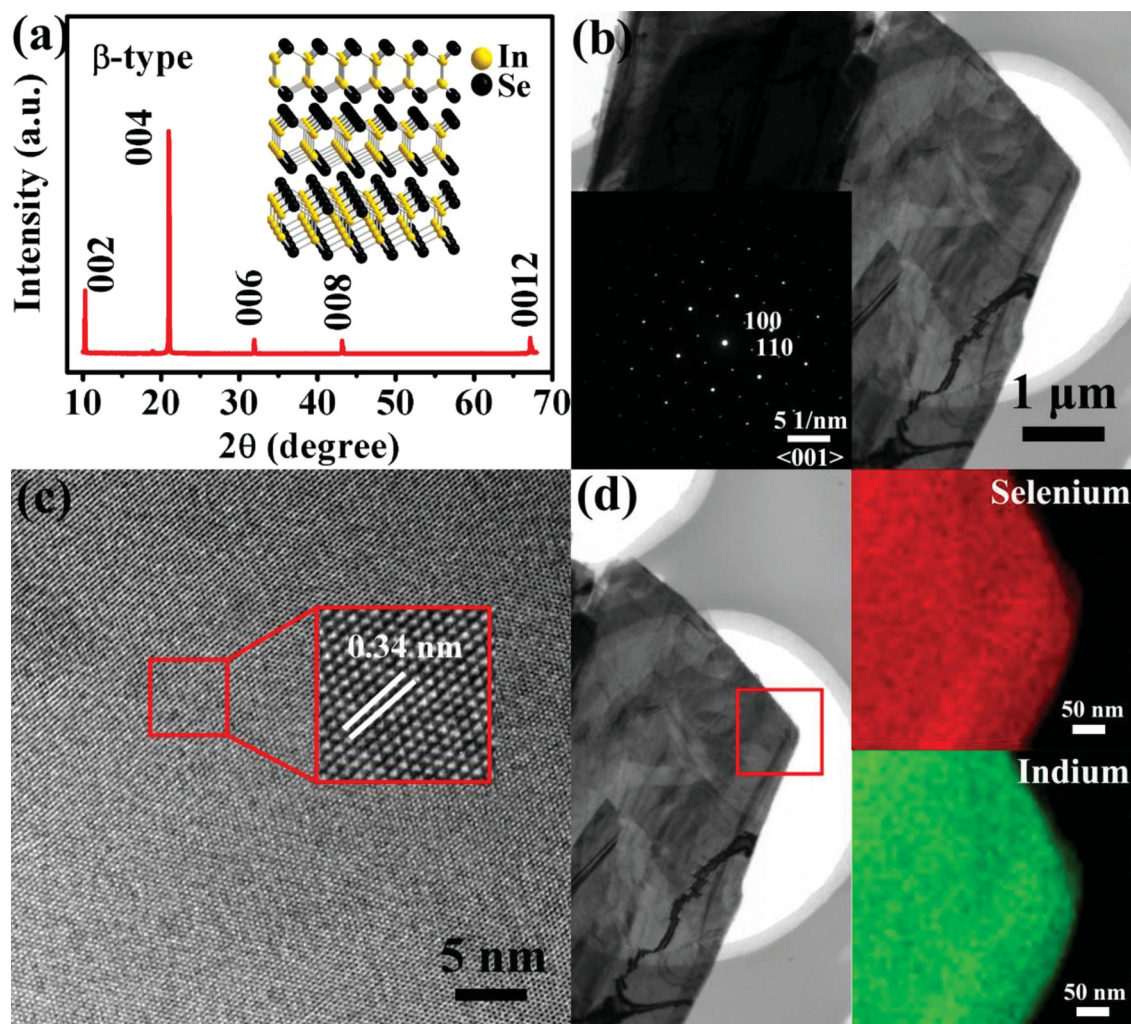 (a)
β-type
In
Se
002
004
006
008
0012
Intensity (a.u.)
10 20 30 40 50 60 70
2θ (degree)
(b)
100
110
5 1/nm
<001>
1 μm
(c)
0.34 nm
5 nm
(d)
Selenium
50 nm
Indium
50 nm